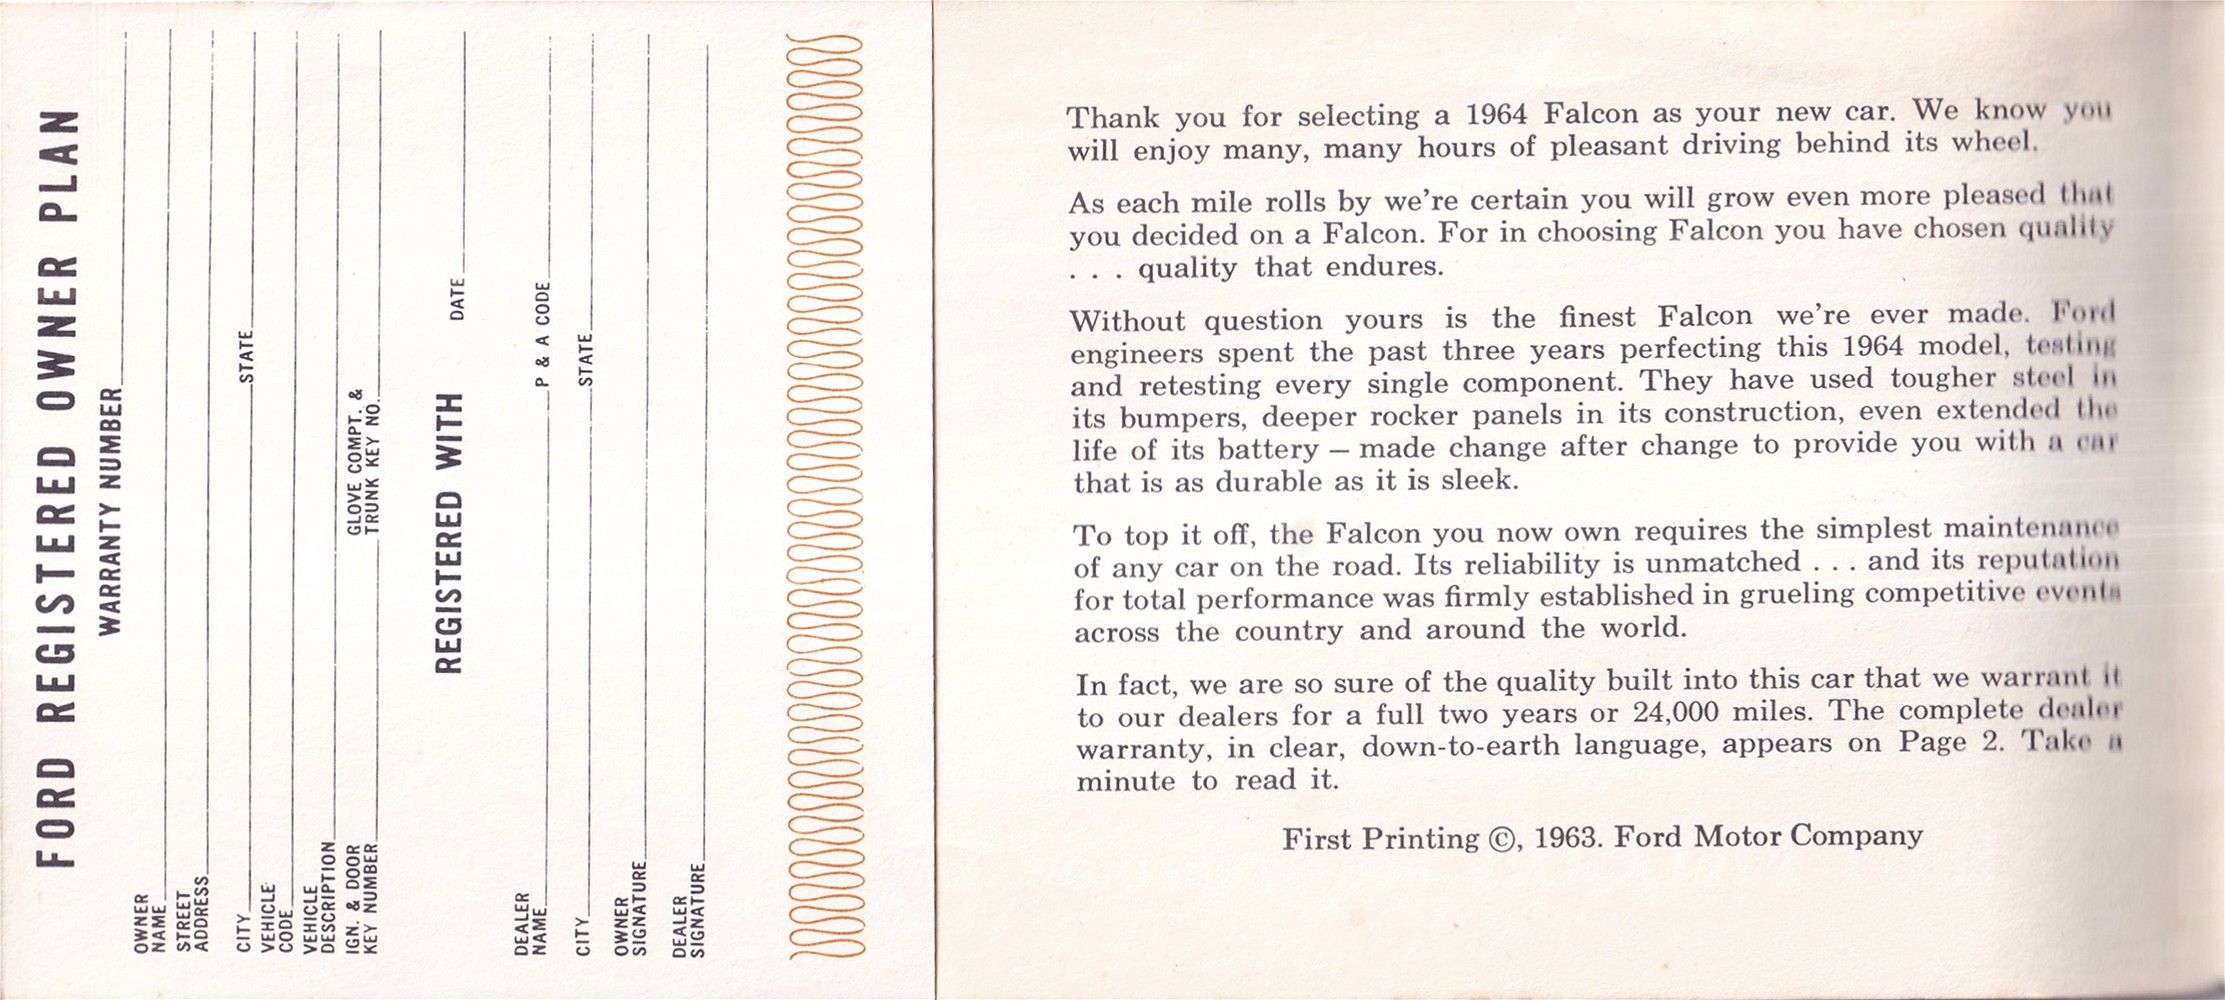 FORD REGISTERED OWNER PLAN
WARRANTY NUMBER
OWNER
NAME
STREET
ADDRESS
CITY STATE
VEHICLE
CODE
VEHICLE
DESCRIPTION
IGN. & DOOR GLOVE COMPT. &
KEY NUMBER TRUNK KEY NO.
REGISTERED WITH DATE
DEALER
NAME P & A CODE
CITY STATE
OWNER
SIGNATURE
DEALER
SIGNATURE
Thank you for selecting a 1964 Falcon as your new car. We know you
will enjoy many, many hours of pleasant driving behind its wheel.
As each mile rolls by we're certain you will grow even more pleased that
you decided on a Falcon. For in choosing Falcon you have chosen quality
. . . quality that endures.
Without question yours is the finest Falcon we're ever made. Ford
engineers spent the past three years perfecting this 1964 model, testing
and retesting every single component. They have used tougher steel in
its bumpers, deeper rocker panels in its construction, even extended the
life of its battery – made change after change to provide you with a car
that is as durable as it is sleek.
To top it off, the Falcon you now own requires the simplest maintenance
of any car on the road. Its reliability is unmatched . . . and its reputation
for total performance was firmly established in grueling competitive events
across the country and around the world.
In fact, we are so sure of the quality built into this car that we warrant it
to our dealers for a full two years or 24,000 miles. The complete dealer
warranty, in clear, down-to-earth language, appears on Page 2. Take a
minute to read it.
First Printing ©, 1963. Ford Motor Company